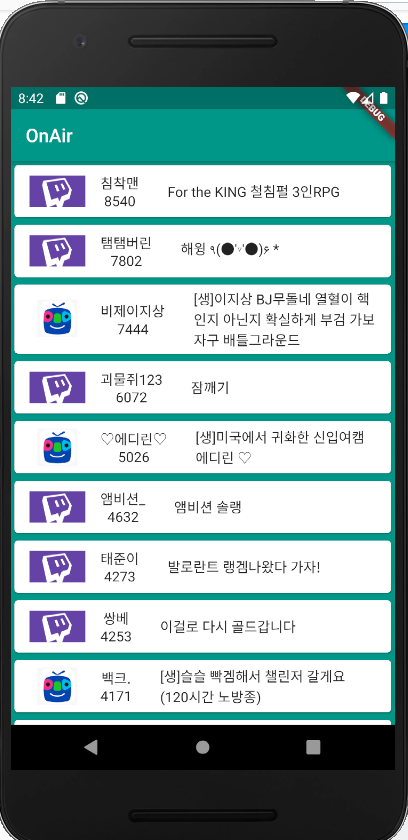 8:42
DEBUG
OnAir
침착맨
8540
For the KING 철침펄 3인RPG
탬탬버린
7802
해윙 ٩(●'▿'●)۶ *
비제이지상
7444
[생]이지상 BJ무돌네 열혈이 핵
인지 아닌지 확실하게 부검 가보
자구 배틀그라운드
괴물쥐123
6072
잠깨기
♡에디린♡
5026
[생]미국에서 귀화한 신입여캠
에디린 ♡
앰비션_
4632
앰비션 솔랭
태준이
4273
발로란트 랭겜나왔다 가자!
쌍베
4253
이걸로 다시 골드갑니다
백크.
4171
[생]슬슬 빡겜해서 챌린저 갈게요
(120시간 노방종)